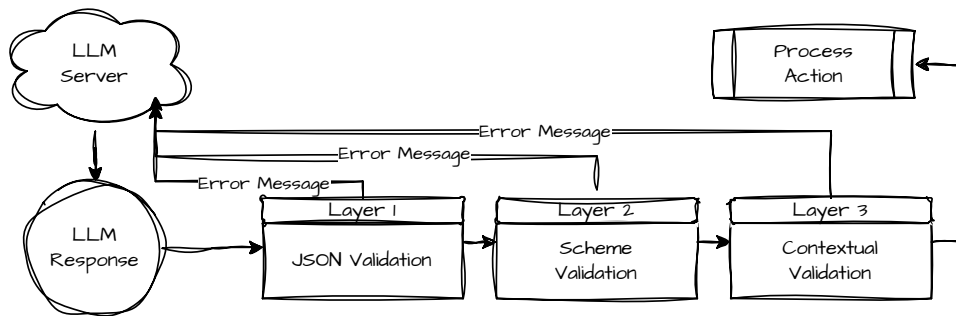 LLM
Server
Process
Action
Error Message
Error Message
Error Message
Layer 1
Layer 2
Layer 3
LLM
Response
JSON Validation
Scheme
Validation
Contextual
Validation